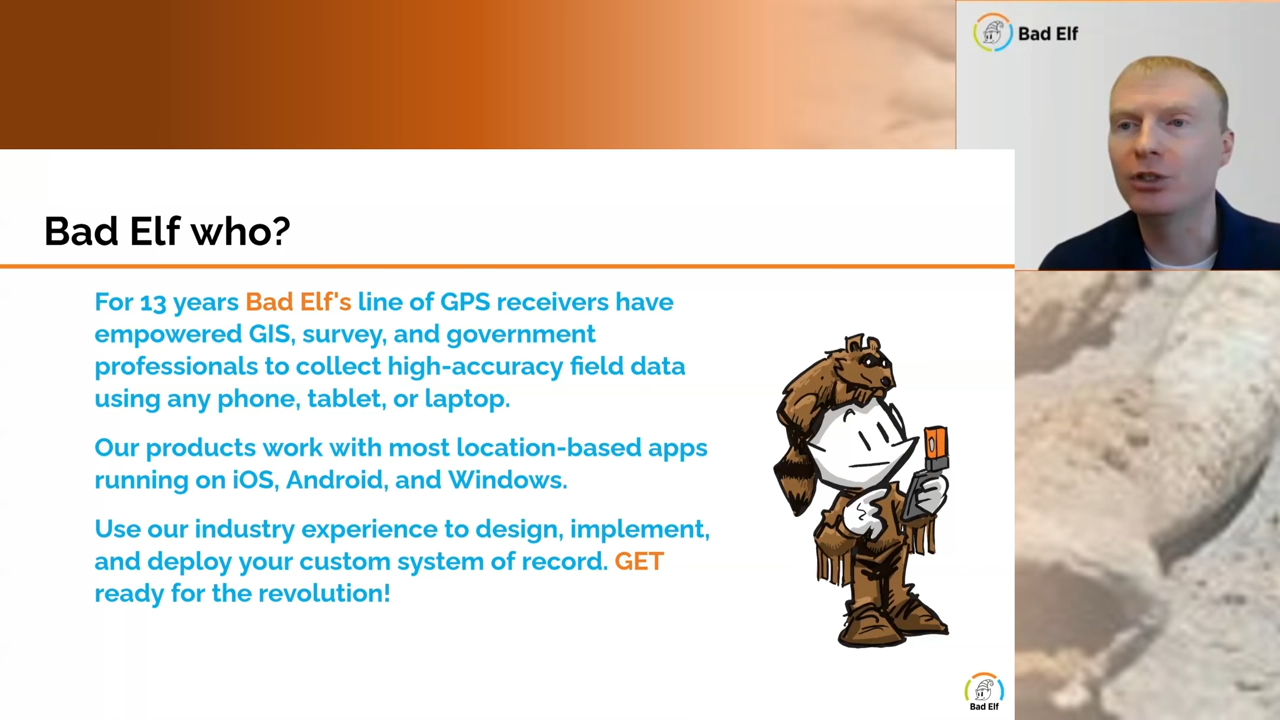 Bad Elf
Bad Elf who?
For 13 years Bad Elf's line of GPS receivers have
empowered GIS, survey, and government
professionals to collect high-accuracy field data
using any phone, tablet, or laptop.
Our products work with most location-based apps
running on iOS, Android, and Windows.
Use our industry experience to design, implement,
and deploy your custom system of record. GET
ready for the revolution!
Bad Elf